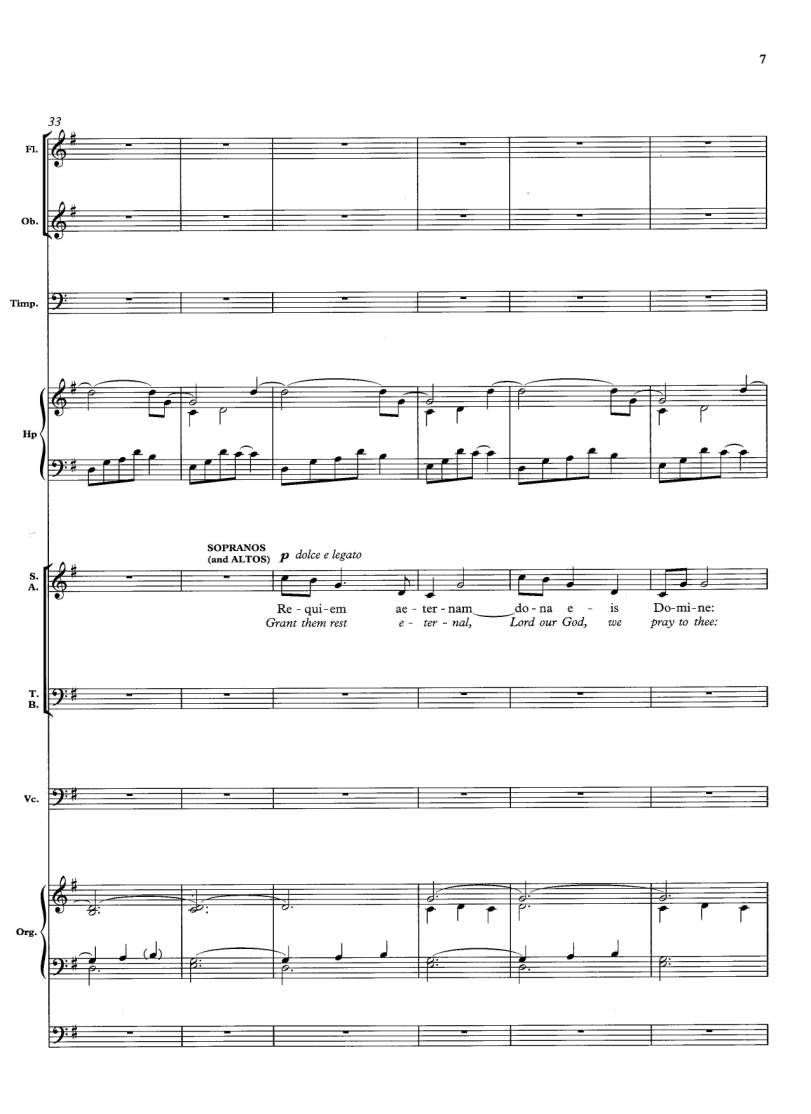 7
33
Fl.
Ob.
Timp.
Hp
SOPRANOS
(and ALTOS) p dolce e legato
S.
A.
Re - qui - em ae - ter - nam do - na e - is Do - mi - ne:
Grant them rest e - ter - nal, Lord our God, we pray to thee:
T.
B.
Vc.
Org.